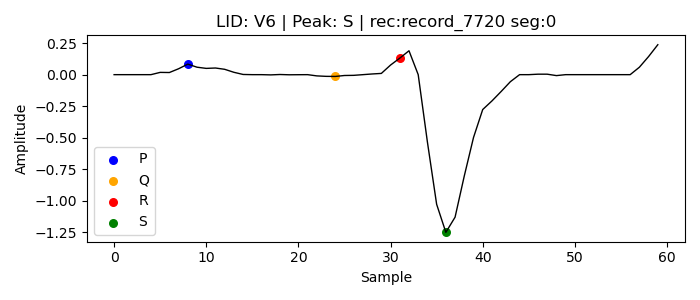 LID: V6 | Peak: S | rec:record_7720 seg:0
0.25
0.00
−0.25
−0.50
−0.75
−1.00
−1.25
Amplitude
P
Q
R
S
0 10 20 30 40 50 60
Sample